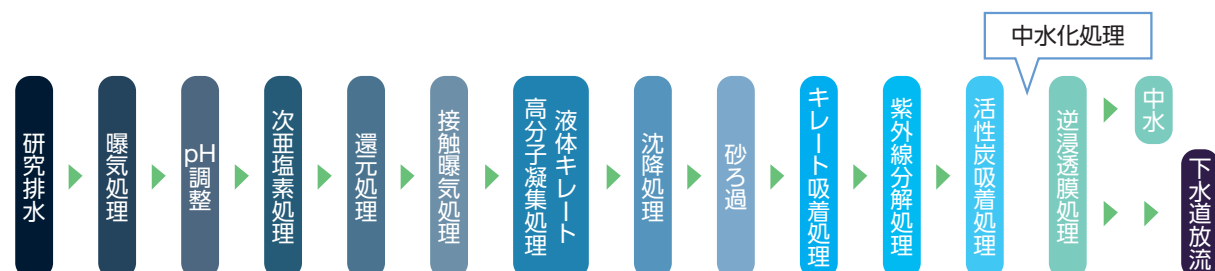 中水化処理
研究排水
曝気処理
pH
調整
次亜塩素処理
還元処理
接触曝気処理
液体キレート
高分子凝集処理
沈降処理
砂ろ過
キレート吸着処理
紫外線分解処理
活性炭吸着処理
逆浸透膜処理
中水
下水道放流